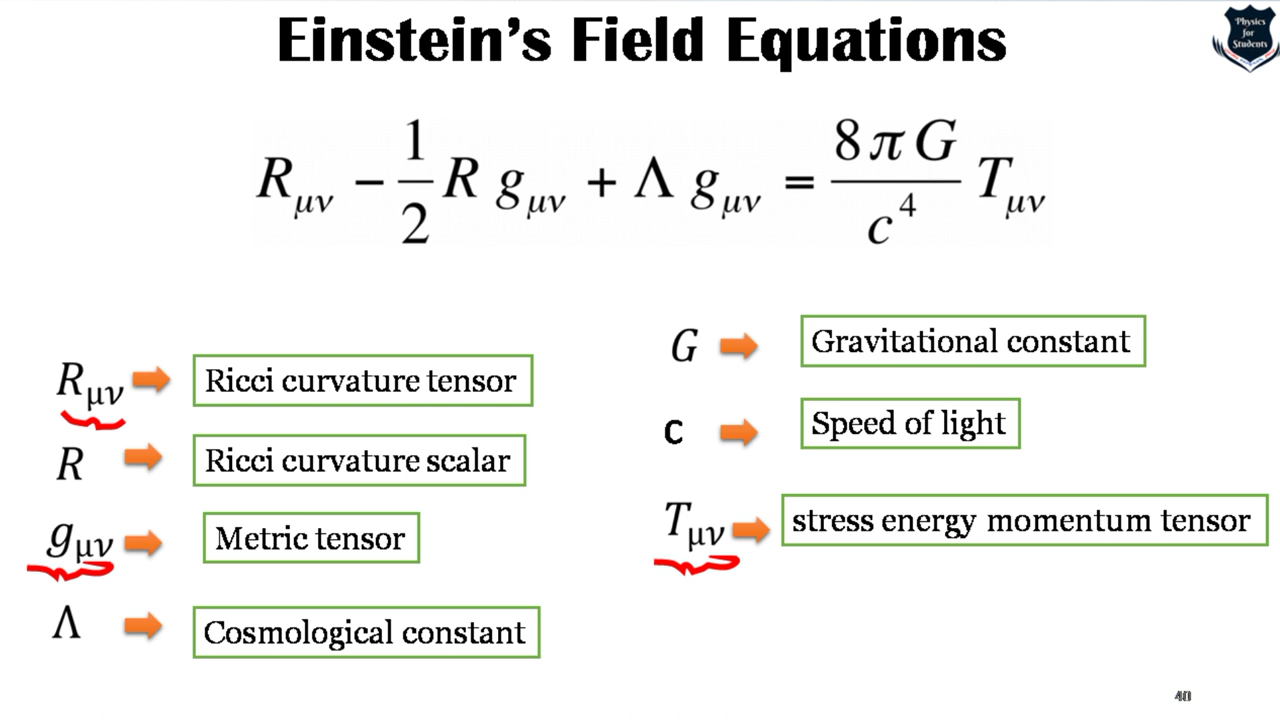 Einstein's Field Equations
Physics
for
Students
R_μν − 1/2 R g_μν + Λ g_μν = 8πG/c⁴ T_μν
R_μν
Ricci curvature tensor
R
Ricci curvature scalar
g_μν
Metric tensor
Λ
Cosmological constant
G
Gravitational constant
c
Speed of light
T_μν
stress energy momentum tensor
40